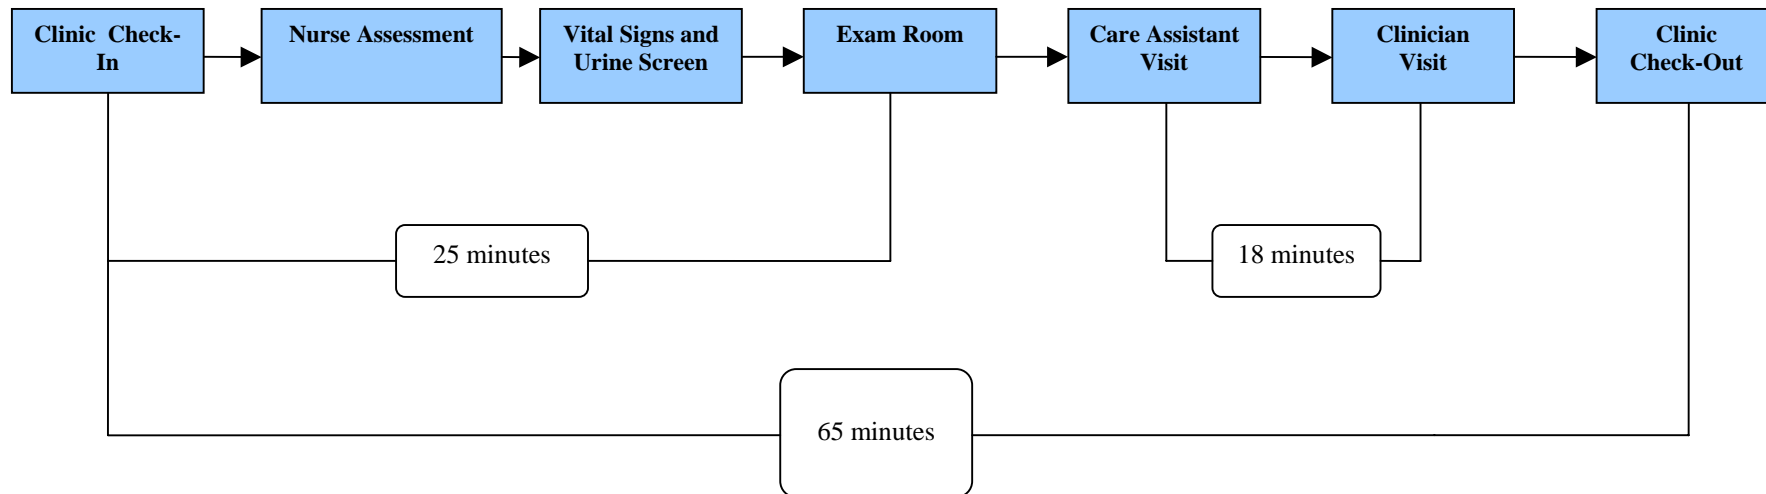 Clinic Check-
In
Nurse Assessment
Vital Signs and
Urine Screen
Exam Room
Care Assistant
Visit
Clinician
Visit
Clinic
Check-Out
25 minutes
18 minutes
65 minutes